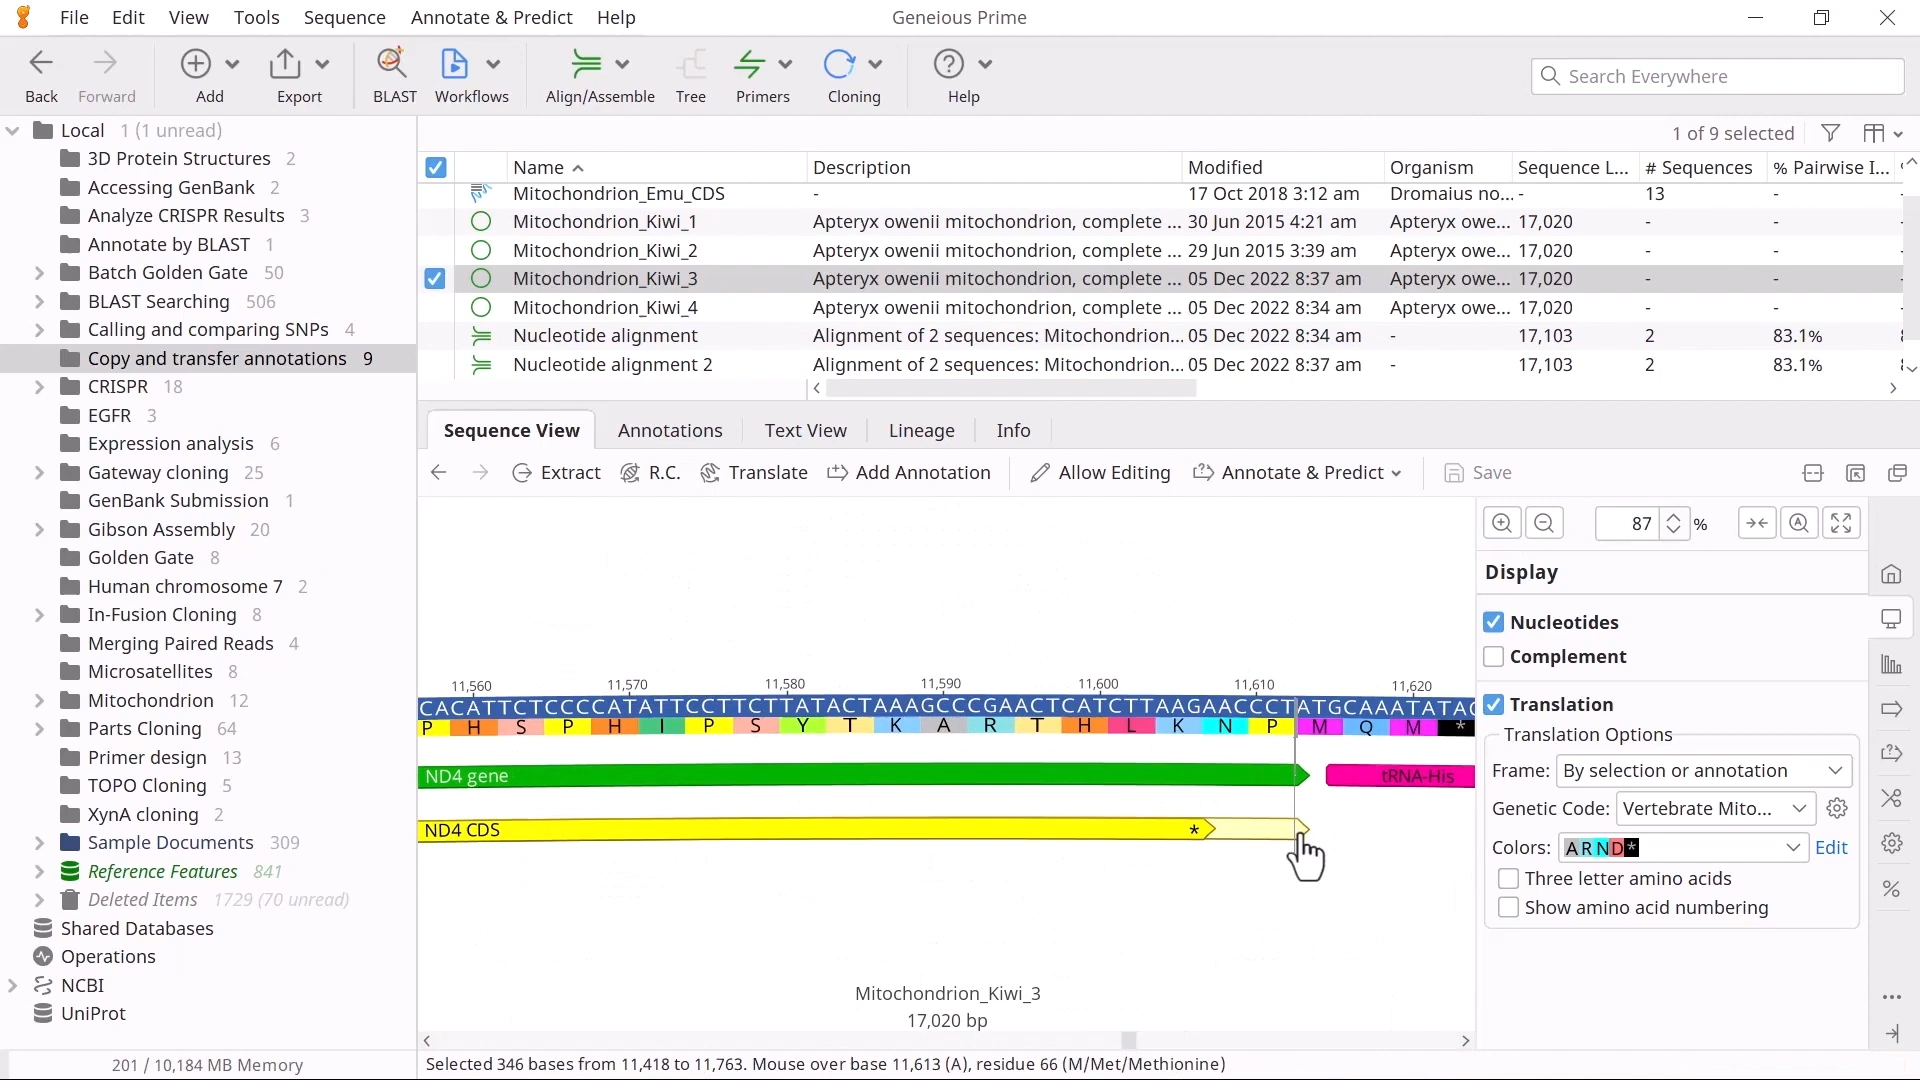 File Edit View Tools Sequence Annotate & Predict Help Geneious Prime
Back Forward Add Export BLAST Workflows Align/Assemble Tree Primers Cloning Help Search Everywhere
Local 1 (1 unread)
3D Protein Structures 2
Accessing GenBank 2
Analyze CRISPR Results 3
Annotate by BLAST 1
Batch Golden Gate 50
BLAST Searching 506
Calling and comparing SNPs 4
Copy and transfer annotations 9
CRISPR 18
EGFR 3
Expression analysis 6
Gateway cloning 25
GenBank Submission 1
Gibson Assembly 20
Golden Gate 8
Human chromosome 7 2
In-Fusion Cloning 8
Merging Paired Reads 4
Microsatellites 8
Mitochondrion 12
Parts Cloning 64
Primer design 13
TOPO Cloning 5
XynA cloning 2
Sample Documents 309
Reference Features 841
Deleted Items 1729 (70 unread)
Shared Databases
Operations
NCBI
UniProt
201 / 10,184 MB Memory
1 of 9 selected
Name Description Modified Organism Sequence L... # Sequences % Pairwise I...
Mitochondrion_Emu_CDS - 17 Oct 2018 3:12 am Dromaius no... - 13 -
Mitochondrion_Kiwi_1 Apteryx owenii mitochondrion, complete ... 30 Jun 2015 4:21 am Apteryx owe... 17,020 - -
Mitochondrion_Kiwi_2 Apteryx owenii mitochondrion, complete ... 29 Jun 2015 3:39 am Apteryx owe... 17,020 - -
Mitochondrion_Kiwi_3 Apteryx owenii mitochondrion, complete ... 05 Dec 2022 8:37 am Apteryx owe... 17,020 - -
Mitochondrion_Kiwi_4 Apteryx owenii mitochondrion, complete ... 05 Dec 2022 8:34 am Apteryx owe... 17,020 - -
Nucleotide alignment Alignment of 2 sequences: Mitochondrion... 05 Dec 2022 8:34 am - 17,103 2 83.1%
Nucleotide alignment 2 Alignment of 2 sequences: Mitochondrion... 05 Dec 2022 8:37 am - 17,103 2 83.1%
Sequence View Annotations Text View Lineage Info
Extract R.C. Translate Add Annotation Allow Editing Annotate & Predict Save
87 %
Display
Nucleotides
Complement
Translation
Translation Options
Frame: By selection or annotation
Genetic Code: Vertebrate Mito...
Colors: ARND* Edit
Three letter amino acids
Show amino acid numbering
11,560 11,570 11,580 11,590 11,600 11,610 11,620
CACATTCTCCCCATATTCCTTCTTATACTAAAGCCCGAACTCATCTTAAGAACCCTATGCAAATATAC
P H S P H I P S Y T K A R T H L K N P M Q M *
ND4 gene tRNA-His
ND4 CDS *
Mitochondrion_Kiwi_3
17,020 bp
Selected 346 bases from 11,418 to 11,763. Mouse over base 11,613 (A), residue 66 (M/Met/Methionine)